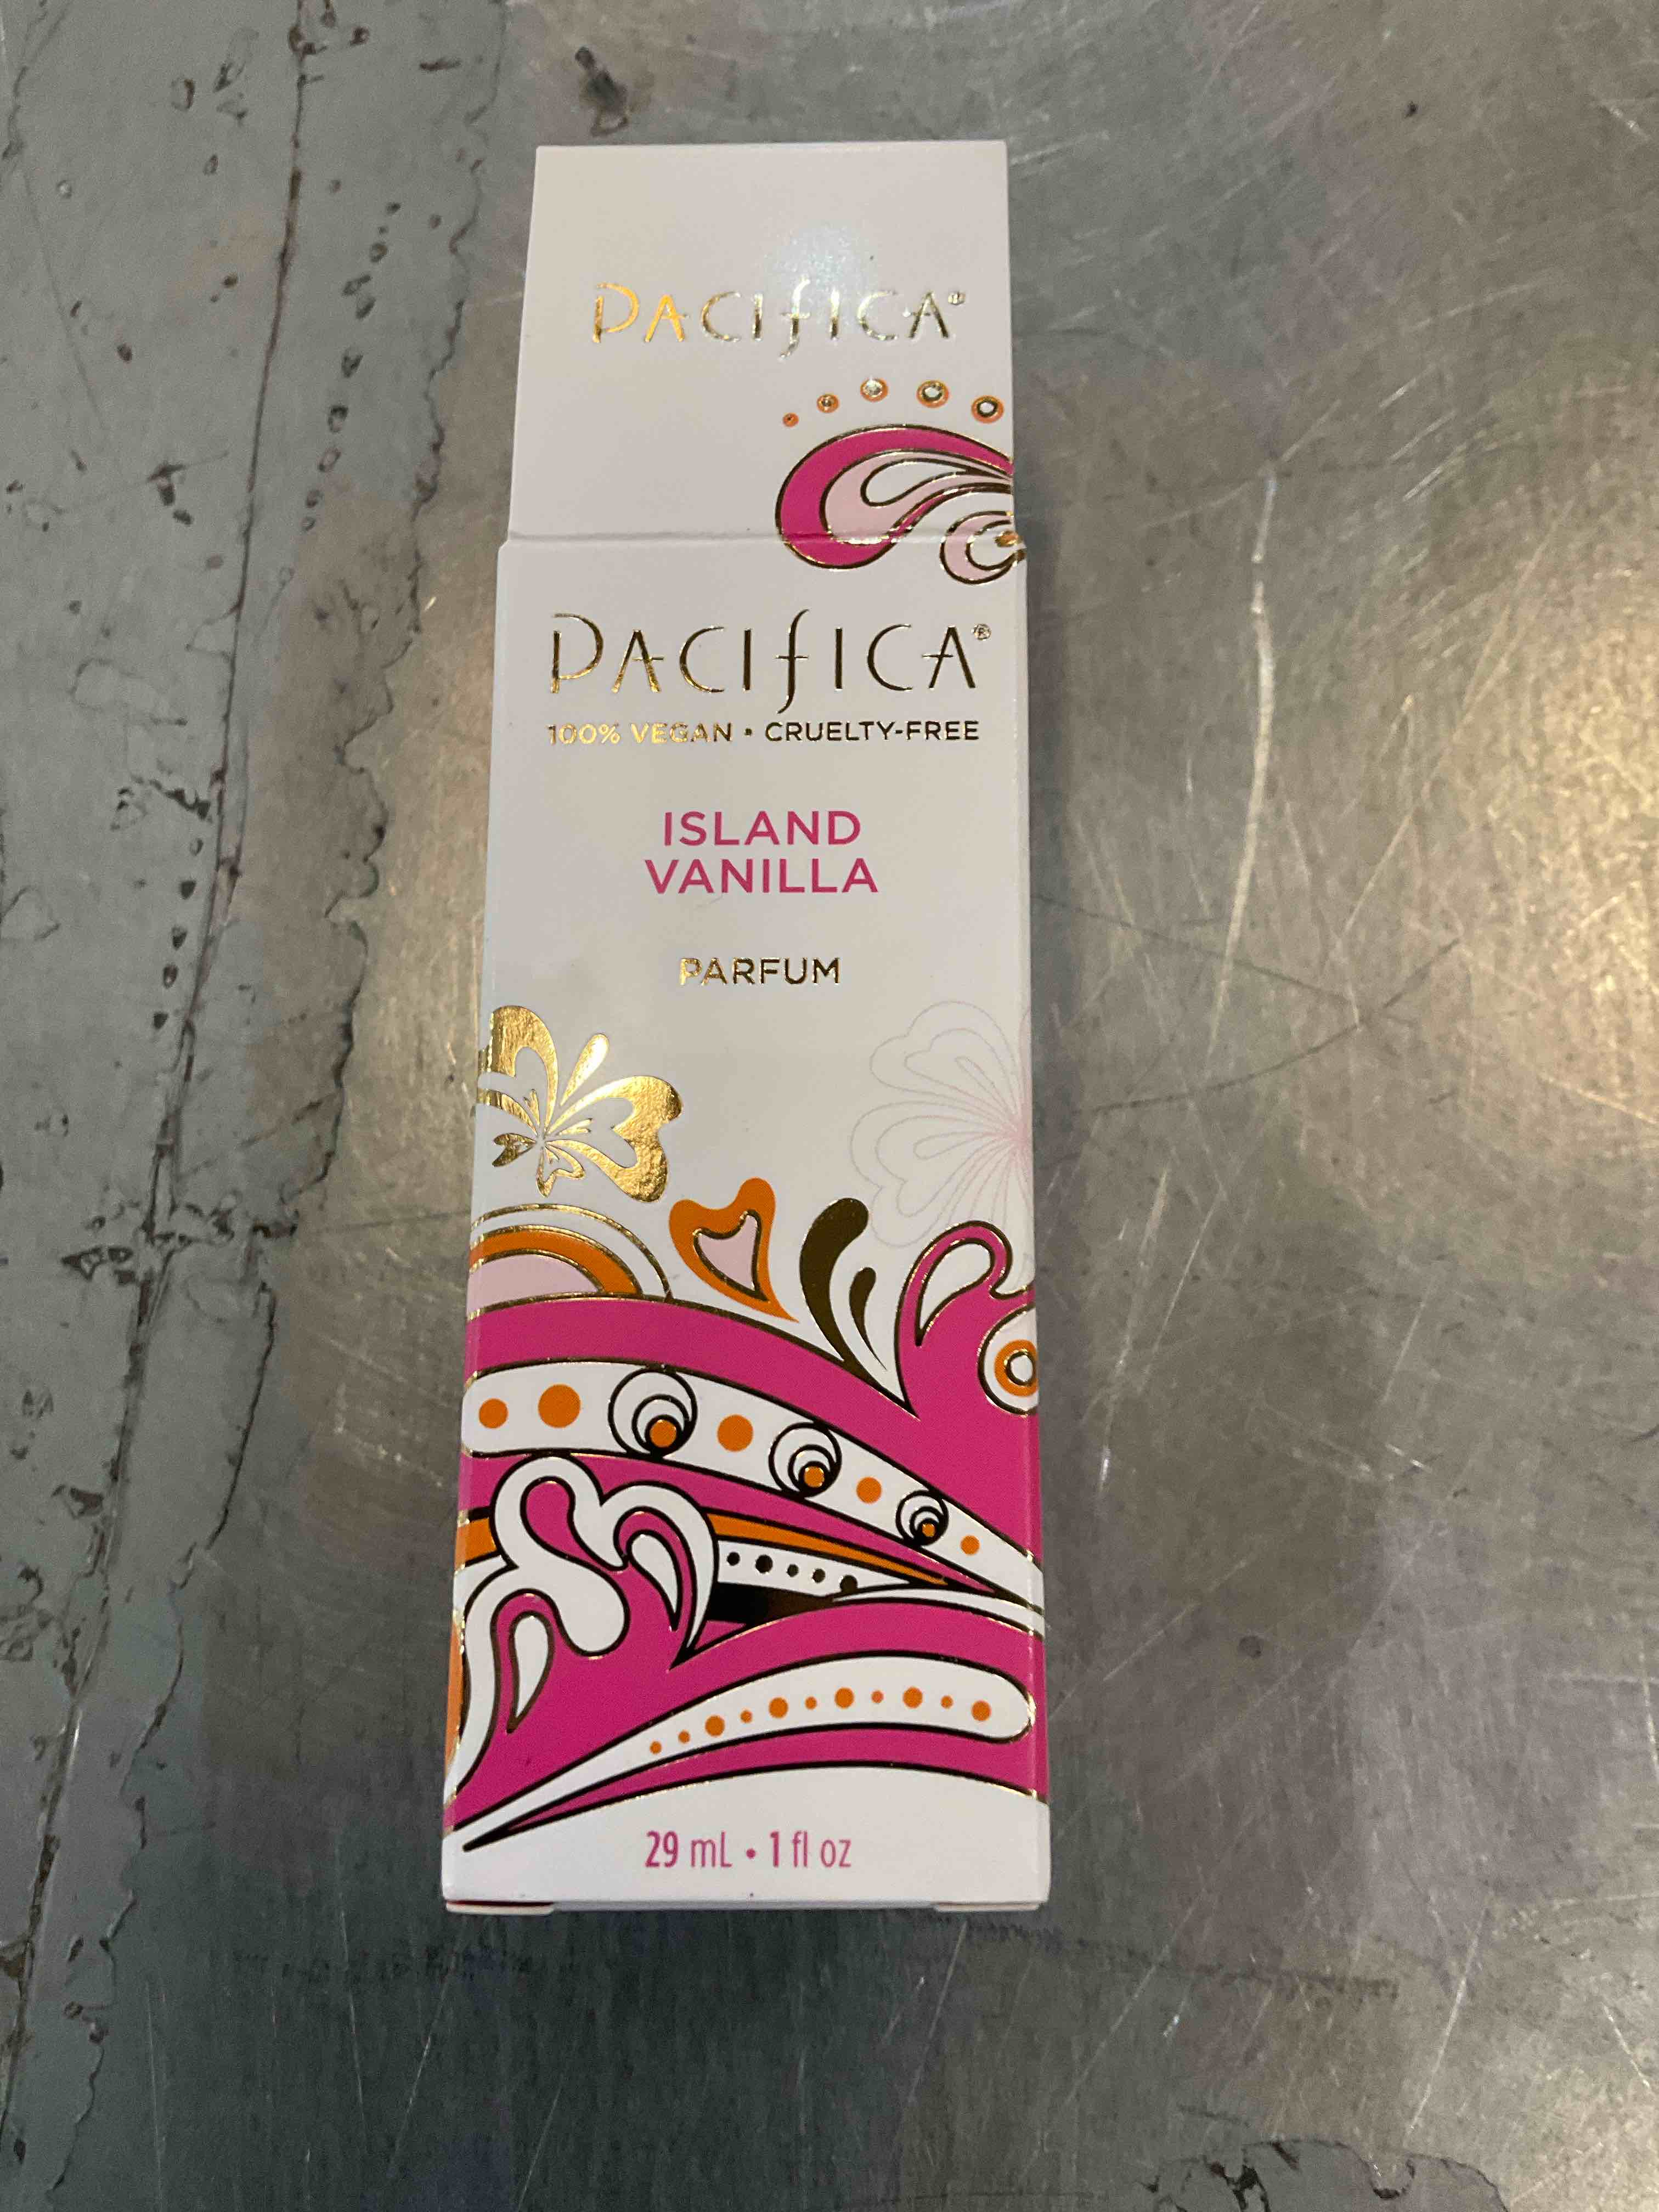 PACIFICA®
PACIFICA®
100% VEGAN • CRUELTY-FREE
ISLAND
VANILLA
PARFUM
29 mL • 1 fl oz